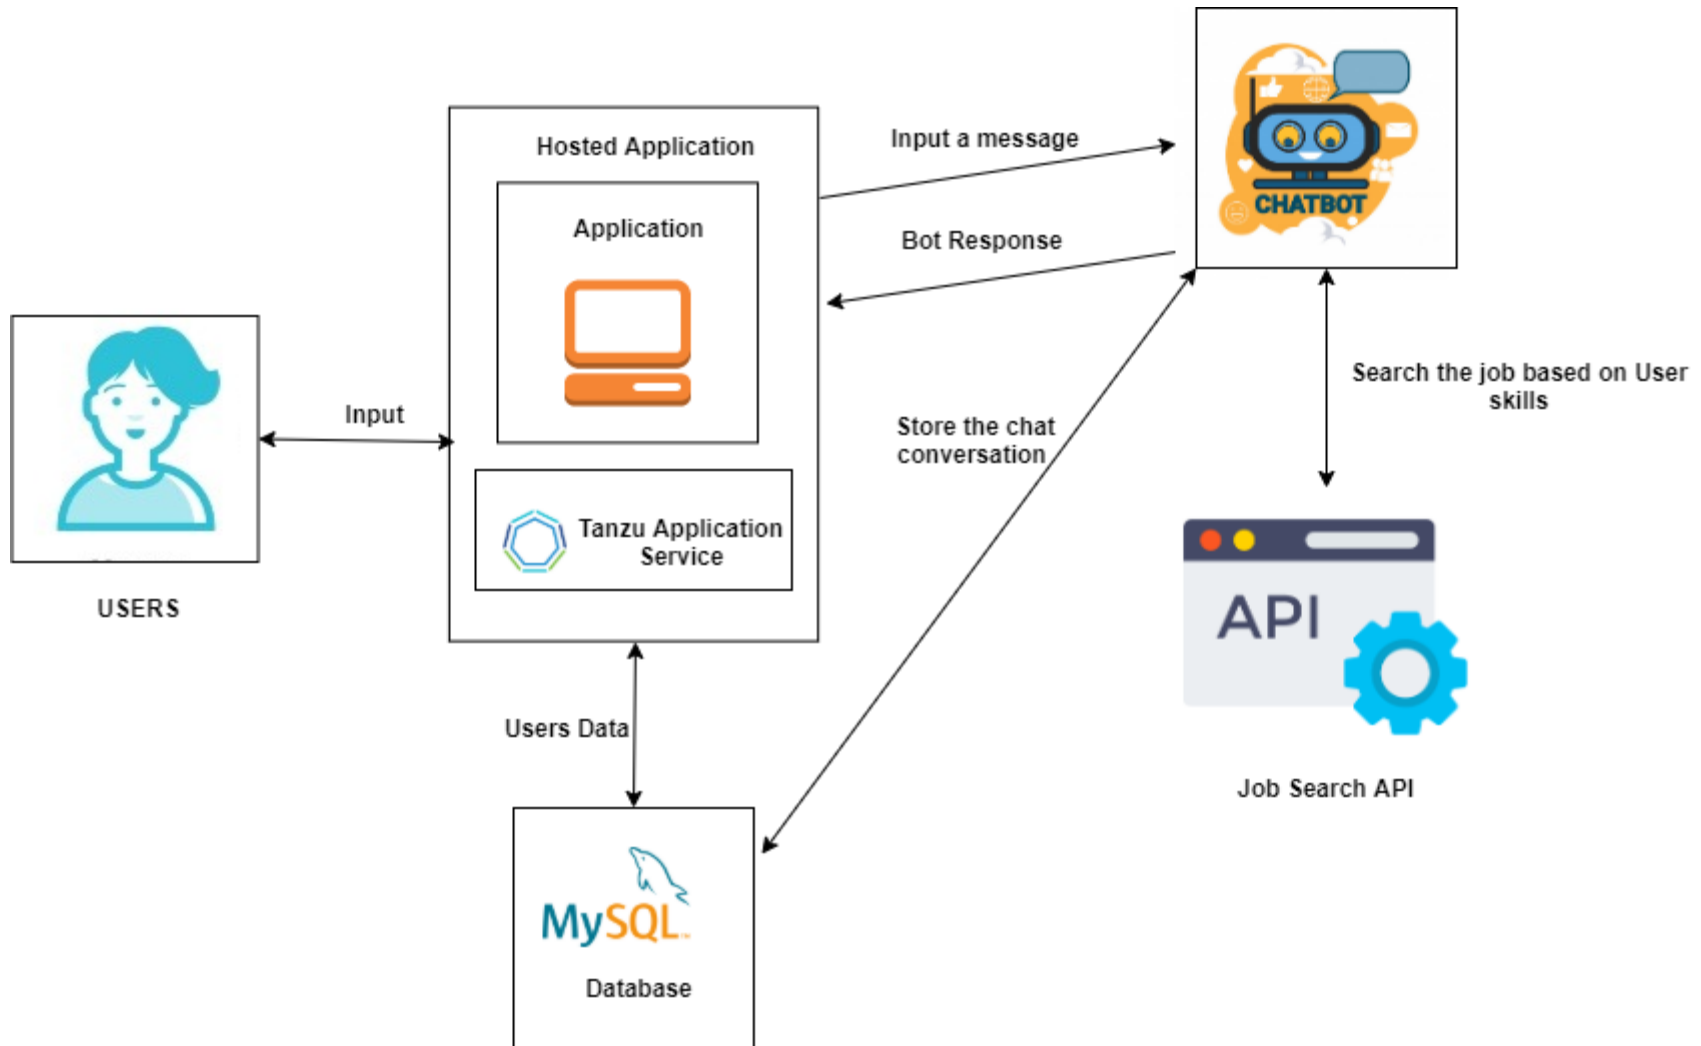 Hosted Application
Application
Tanzu Application
Service
Input a message
Bot Response
CHATBOT
Input
USERS
Store the chat
conversation
Search the job based on User
skills
API
Job Search API
Users Data
MySQL
Database